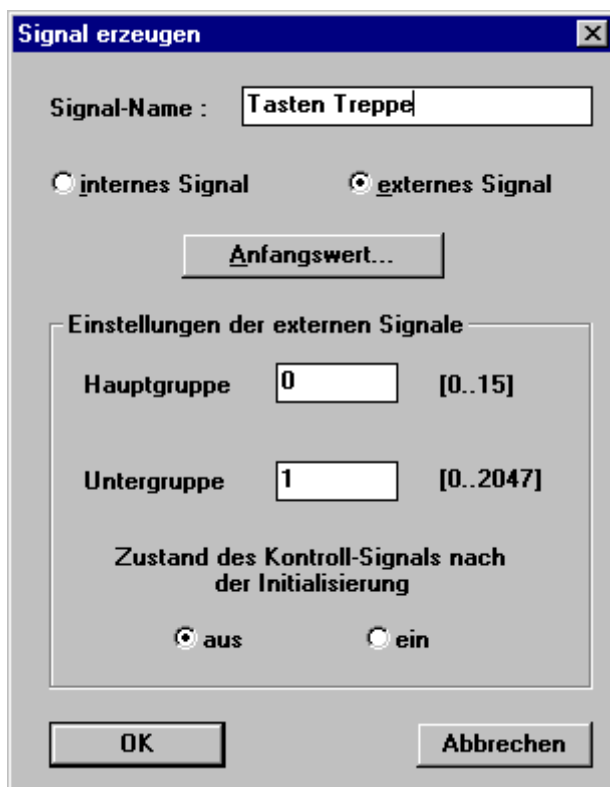 Signal erzeugen
Signal-Name : Tasten Treppe
internes Signal externes Signal
Anfangswert...
Einstellungen der externen Signale
Hauptgruppe 0 [0..15]
Untergruppe 1 [0..2047]
Zustand des Kontroll-Signals nach
der Initialisierung
aus ein
OK Abbrechen